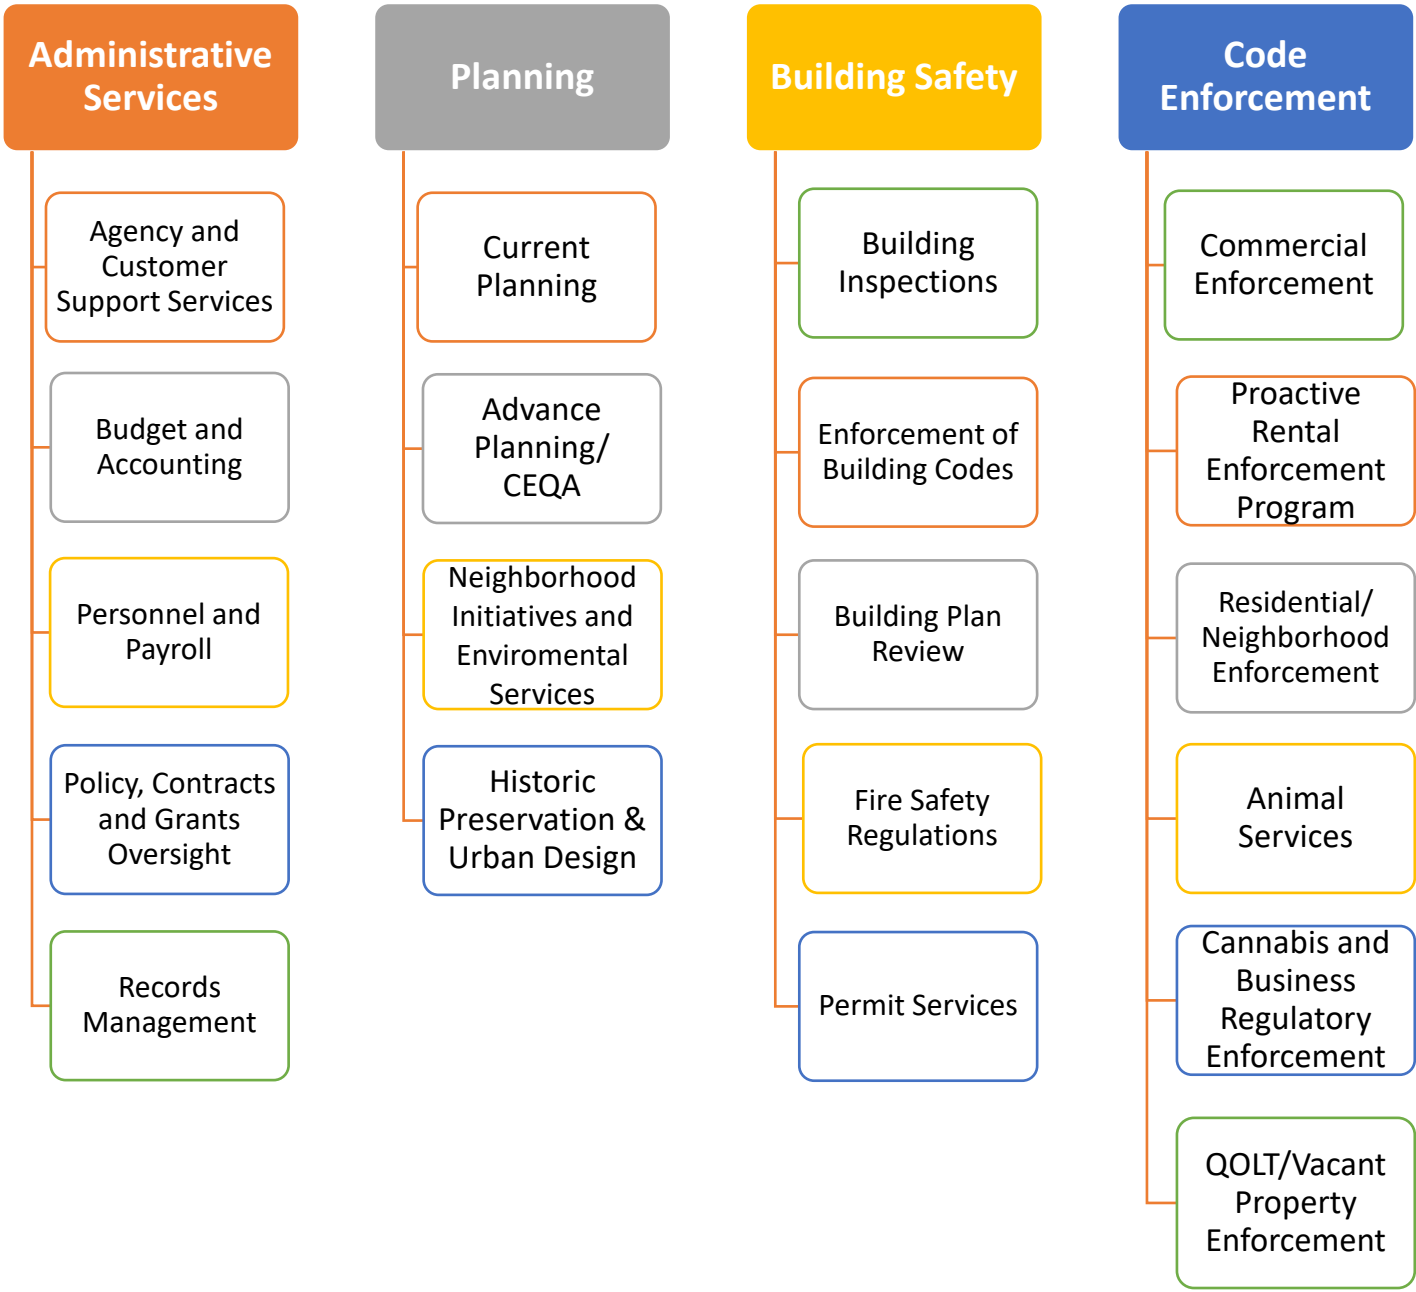 Administrative
Services
Agency and
Customer
Support Services
Budget and
Accounting
Personnel and
Payroll
Policy, Contracts
and Grants
Oversight
Records
Management
Planning
Current
Planning
Advance
Planning/
CEQA
Neighborhood
Initiatives and
Enviromental
Services
Historic
Preservation &
Urban Design
Building Safety
Building
Inspections
Enforcement of
Building Codes
Building Plan
Review
Fire Safety
Regulations
Permit Services
Code
Enforcement
Commercial
Enforcement
Proactive
Rental
Enforcement
Program
Residential/
Neighborhood
Enforcement
Animal
Services
Cannabis and
Business
Regulatory
Enforcement
QOLT/Vacant
Property
Enforcement